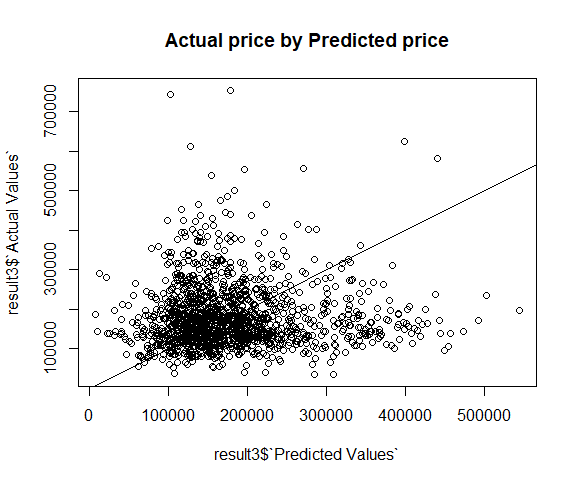 Actual price by Predicted price
result3$`Actual Values`
700000
500000
300000
100000
0 100000 200000 300000 400000 500000
result3$`Predicted Values`